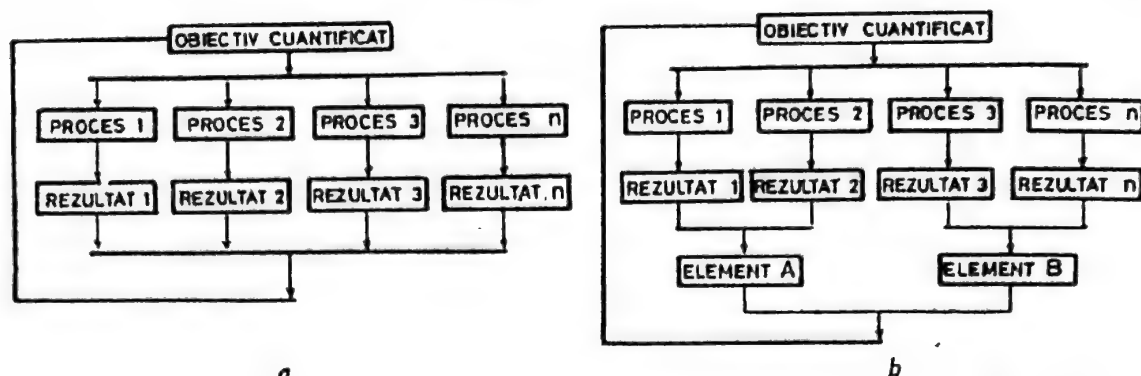 OBIECTIV CUANTIFICAT
PROCES 1 PROCES 2 PROCES 3 PROCES n
REZULTAT 1 REZULTAT 2 REZULTAT 3 REZULTAT. n
a
OBIECTIV CUANTIFICAT
PROCES 1 PROCES 2 PROCES 3 PROCES n
REZULTAT 1 REZULTAT 2 REZULTAT 3 REZULTAT n
ELEMENT A ELEMENT B
b